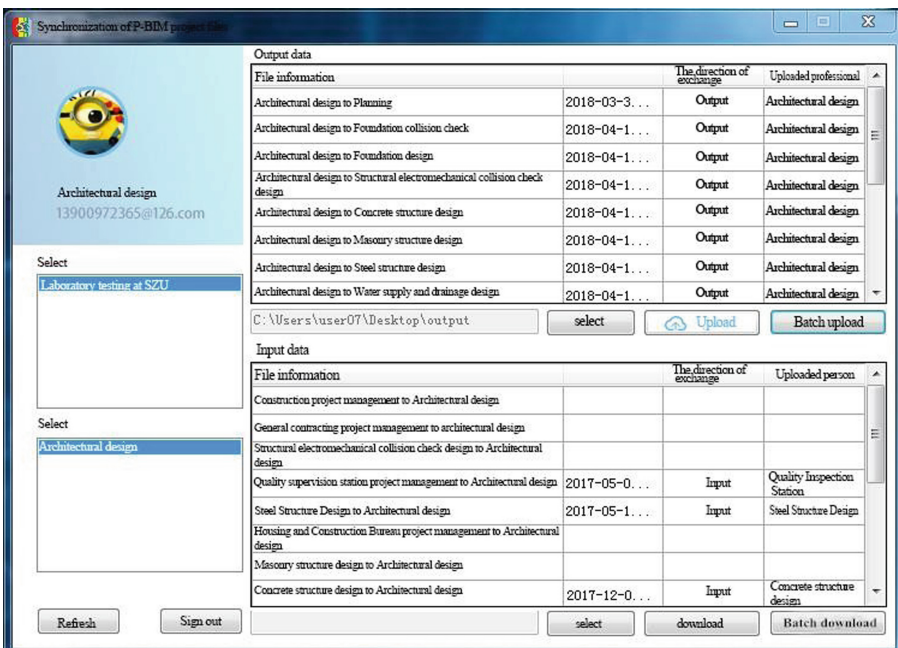 Synchronization of P-BIM project files
Architectural design
13900972365@126.com
Select
Laboratory testing at SZU
Select
Architectural design
Refresh
Sign out
Output data
File information
The direction of exchange
Uploaded professional
Architectural design to Planning 2018-03-3... Output Architectural design
Architectural design to Foundation collision check 2018-04-1... Output Architectural design
Architectural design to Foundation design 2018-04-1... Output Architectural design
Architectural design to Structural electromechanical collision check
design 2018-04-1... Output Architectural design
Architectural design to Concrete structure design 2018-04-1... Output Architectural design
Architectural design to Masonry structure design 2018-04-1... Output Architectural design
Architectural design to Steel structure design 2018-04-1... Output Architectural design
Architectural design to Water supply and drainage design 2018-04-1... Output Architectural design
C:\Users\user07\Desktop\output select Upload Batch upload
Input data
File information
The direction of exchange
Uploaded person
Construction project management to Architectural design
General contracting project management to architectural design
Structural electromechanical collision check design to Architectural
design
Quality supervision station project management to Architectural design 2017-05-0... Input Quality Inspection
Station
Steel Structure Design to Architectural design 2017-05-1... Input Steel Structure Design
Housing and Construction Bureau project management to Architectural
design
Masonry structure design to Architectural design
Concrete structure design to Architectural design 2017-12-0... Input Concrete structure
design
select download Batch download